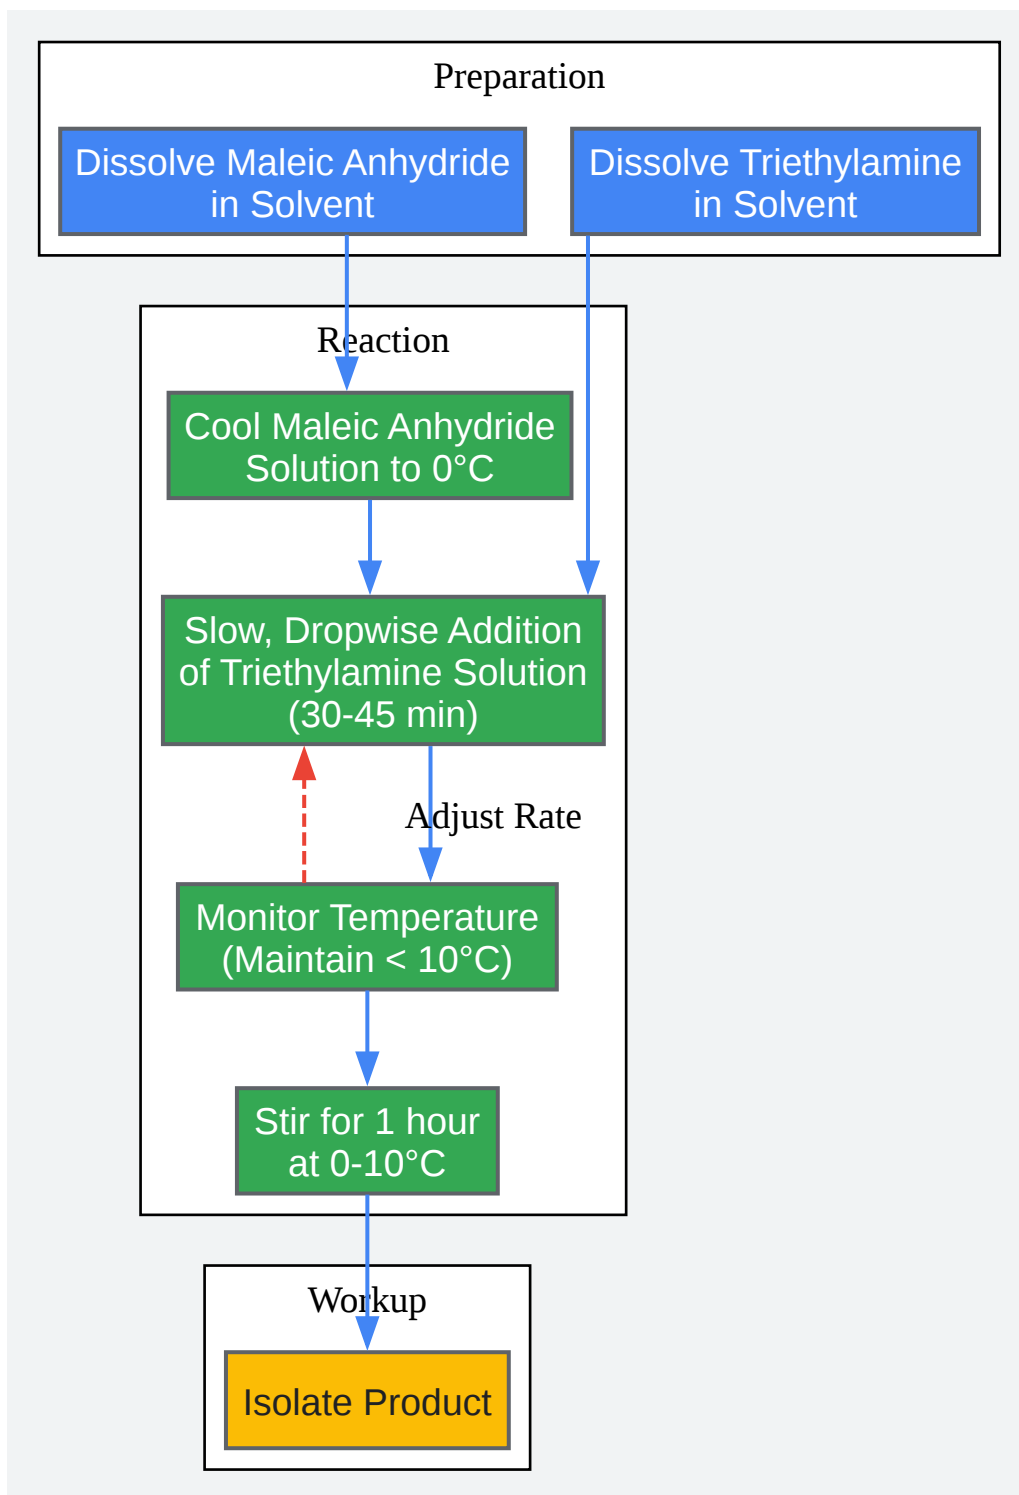 Preparation
Dissolve Maleic Anhydride
in Solvent
Dissolve Triethylamine
in Solvent
Reaction
Cool Maleic Anhydride
Solution to 0°C
Slow, Dropwise Addition
of Triethylamine Solution
(30-45 min)
Adjust Rate
Monitor Temperature
(Maintain < 10°C)
Stir for 1 hour
at 0-10°C
Workup
Isolate Product